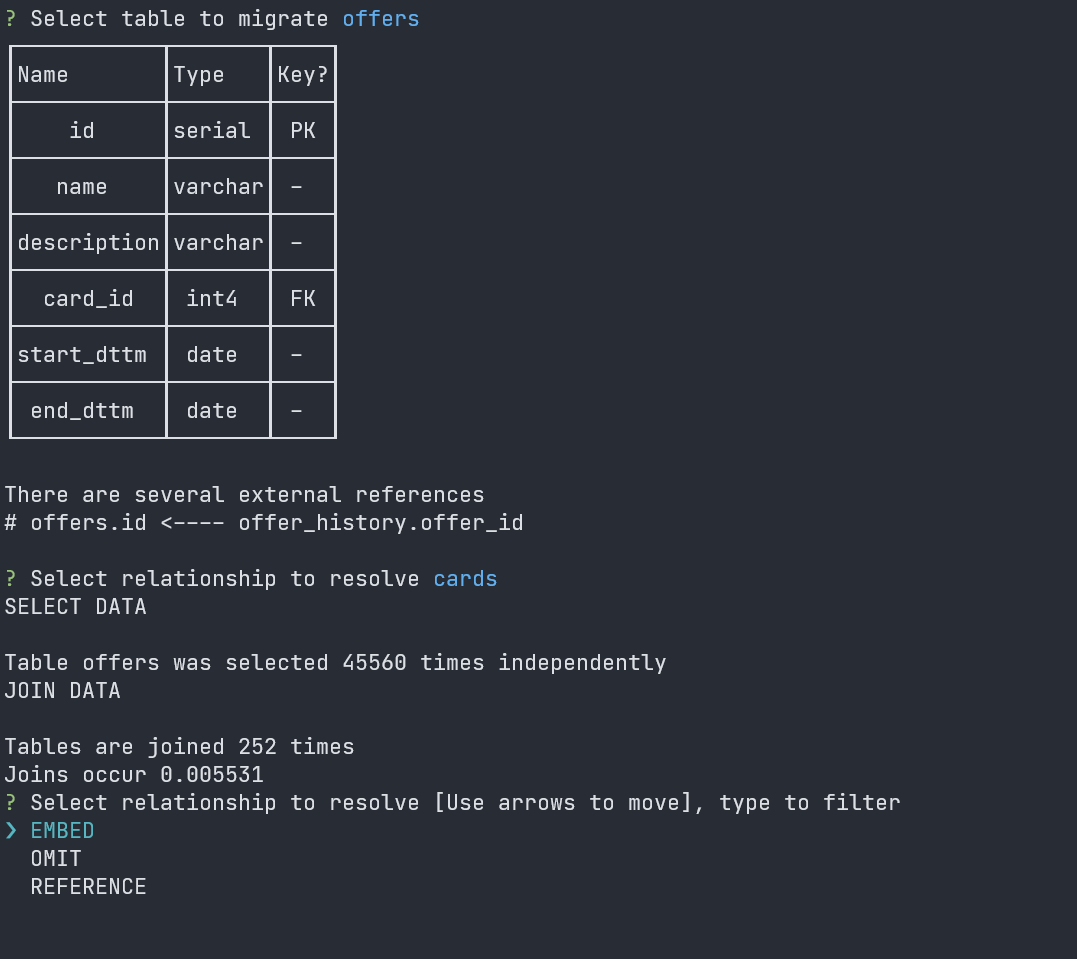 ? Select table to migrate offers
Name Type Key?
id serial PK
name varchar -
description varchar -
card_id int4 FK
start_dttm date -
end_dttm date -
There are several external references
# offers.id <---- offer_history.offer_id
? Select relationship to resolve cards
SELECT DATA
Table offers was selected 45560 times independently
JOIN DATA
Tables are joined 252 times
Joins occur 0.005531
? Select relationship to resolve [Use arrows to move], type to filter
❯ EMBED
OMIT
REFERENCE